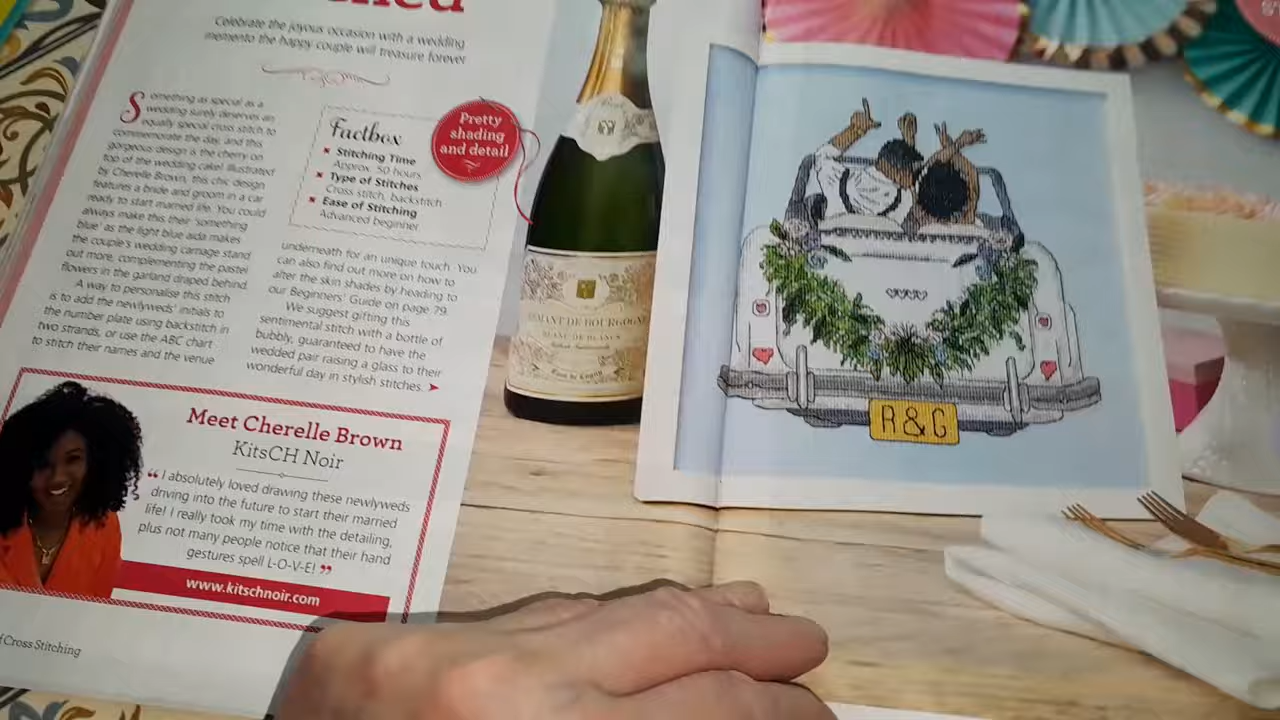 Celebrate the joyous occasion with a wedding
memento the happy couple will treasure forever
Something as special as a
wedding surely deserves an
equally special cross stitch to
commemorate the day, and this
gorgeous design is the cherry on
top of the wedding cake! Illustrated
by Cherelle Brown, this chic design
features a bride and groom in a car
ready to start married life. You could
always make this their 'something
blue' as the light blue aida makes
the couple's wedding carriage stand
out more, complementing the pastel
flowers in the garland draped behind.
A way to personalise this stitch
is to add the newlyweds' initials to
the number plate using backstitch in
two strands, or use the ABC chart
to stitch their names and the venue
Factbox
Stitching Time
Approx. 50 hours
Type of Stitches
Cross stitch, backstitch
Ease of Stitching
Advanced beginner
Pretty
shading
and detail
underneath for an unique touch. You
can also find out more on how to
alter the skin shades by heading to
our Beginners' Guide on page 79.
We suggest gifting this
sentimental stitch with a bottle of
bubbly, guaranteed to have the
wedded pair raising a glass to their
wonderful day in stylish stitches.
Meet Cherelle Brown
KitsCH Noir
“I absolutely loved drawing these newlyweds
driving into the future to start their married
life! I really took my time with the detailing,
plus not many people notice that their hand
gestures spell L-O-V-E!”
www.kitschnoir.com
Cross Stitching
DE BOURGOGNE
BLANC DE BLANCS
R&G